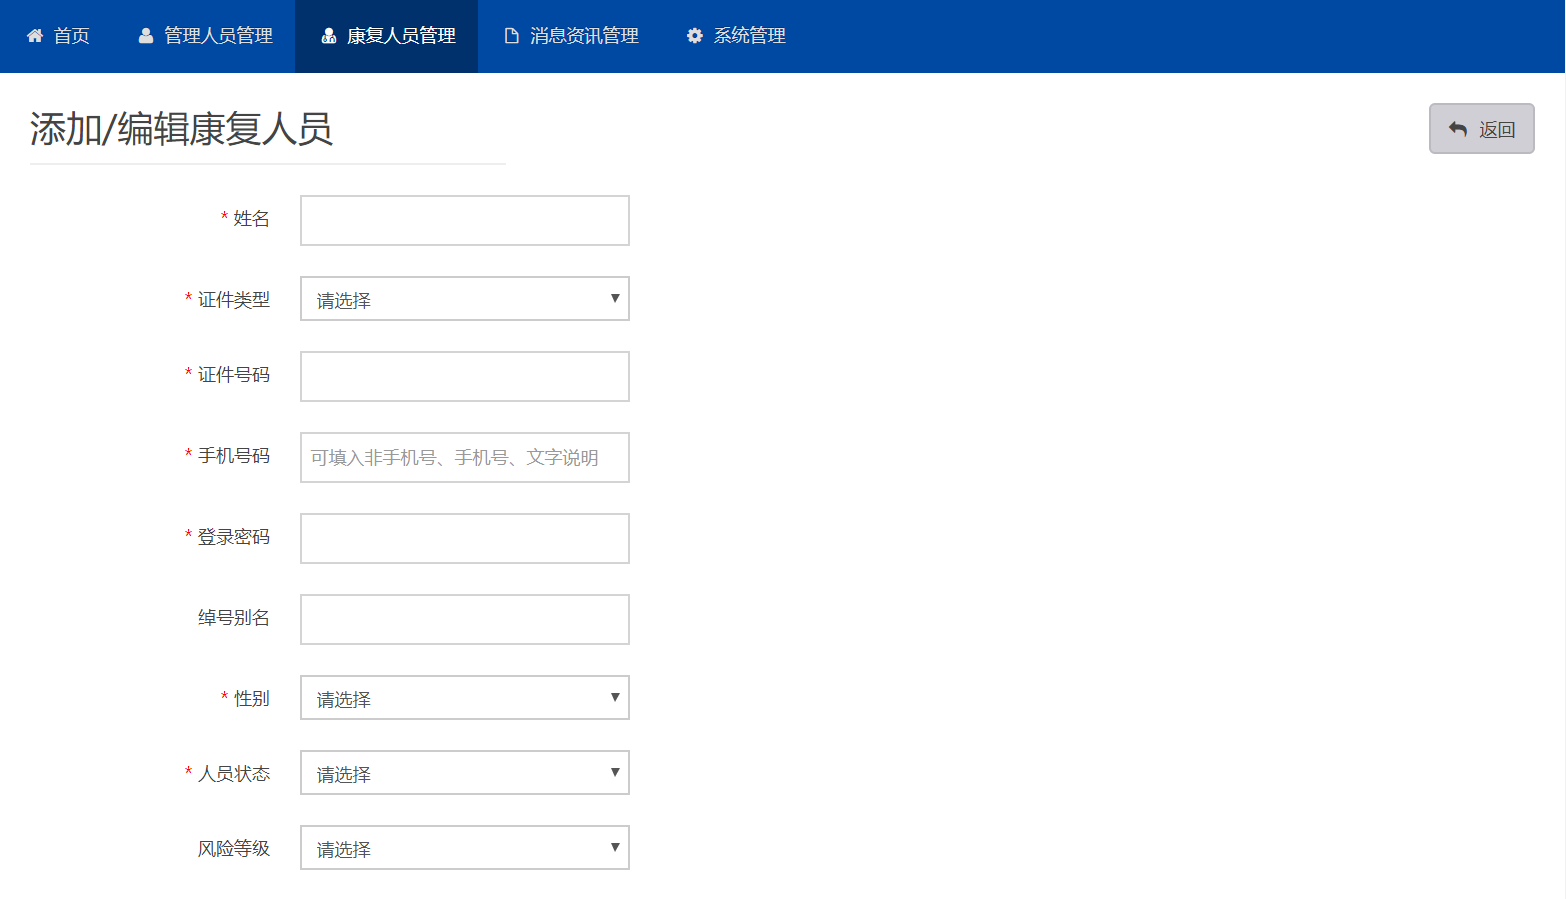 首页 管理人员管理 康复人员管理 消息资讯管理 系统管理
添加/编辑康复人员 返回
* 姓名
* 证件类型 请选择
* 证件号码
* 手机号码 可填入非手机号、手机号、文字说明
* 登录密码
绰号别名
* 性别 请选择
* 人员状态 请选择
风险等级 请选择